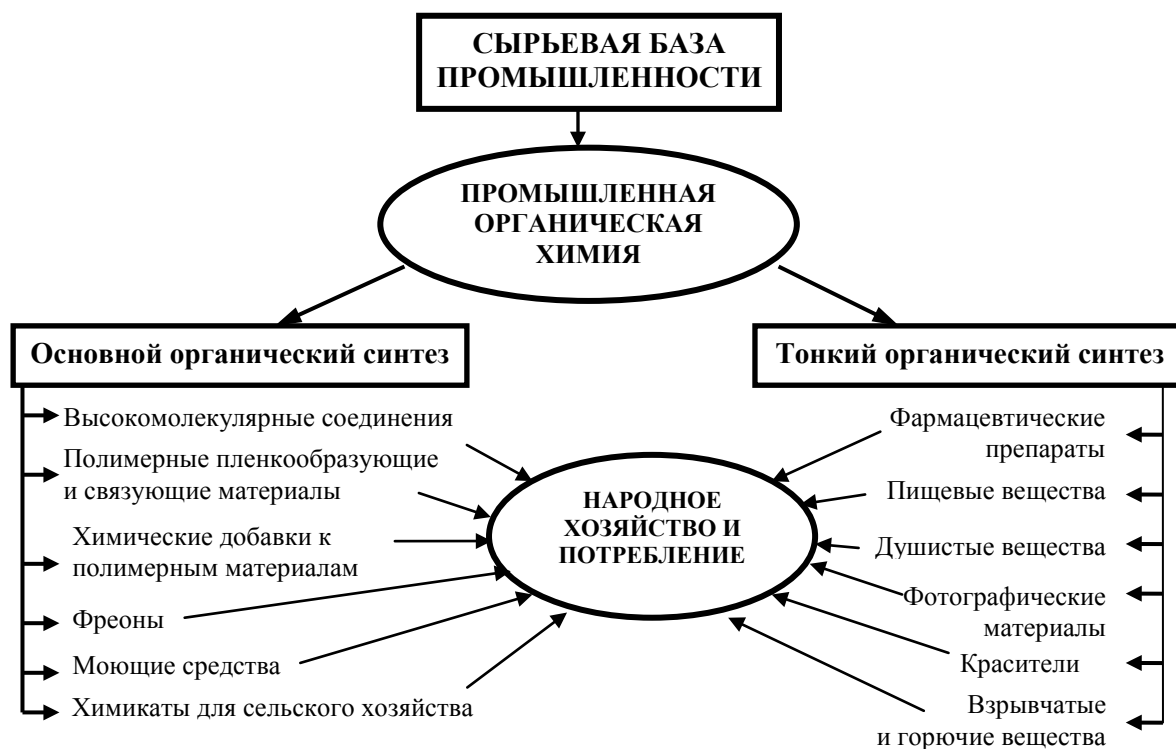 СЫРЬЕВАЯ БАЗА
ПРОМЫШЛЕННОСТИ
ПРОМЫШЛЕННАЯ
ОРГАНИЧЕСКАЯ
ХИМИЯ
Основной органический синтез
Тонкий органический синтез
Высокомолекулярные соединения
Полимерные пленкообразующие
и связующие материалы
Химические добавки к
полимерным материалам
Фреоны
Моющие средства
Химикаты для сельского хозяйства
НАРОДНОЕ
ХОЗЯЙСТВО И
ПОТРЕБЛЕНИЕ
Фармацевтические
препараты
Пищевые вещества
Душистые вещества
Фотографические
материалы
Красители
Взрывчатые
и горючие вещества